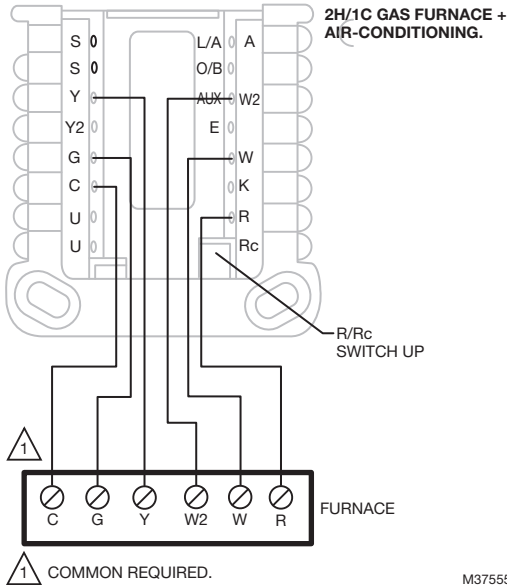 2H/1C GAS FURNACE +
AIR-CONDITIONING.
S L/A A
S O/B
Y AUX W2
Y2 E
G W
C K
U R
U Rc
R/Rc
SWITCH UP
1
C G Y W2 W R
FURNACE
1 COMMON REQUIRED.
M37555